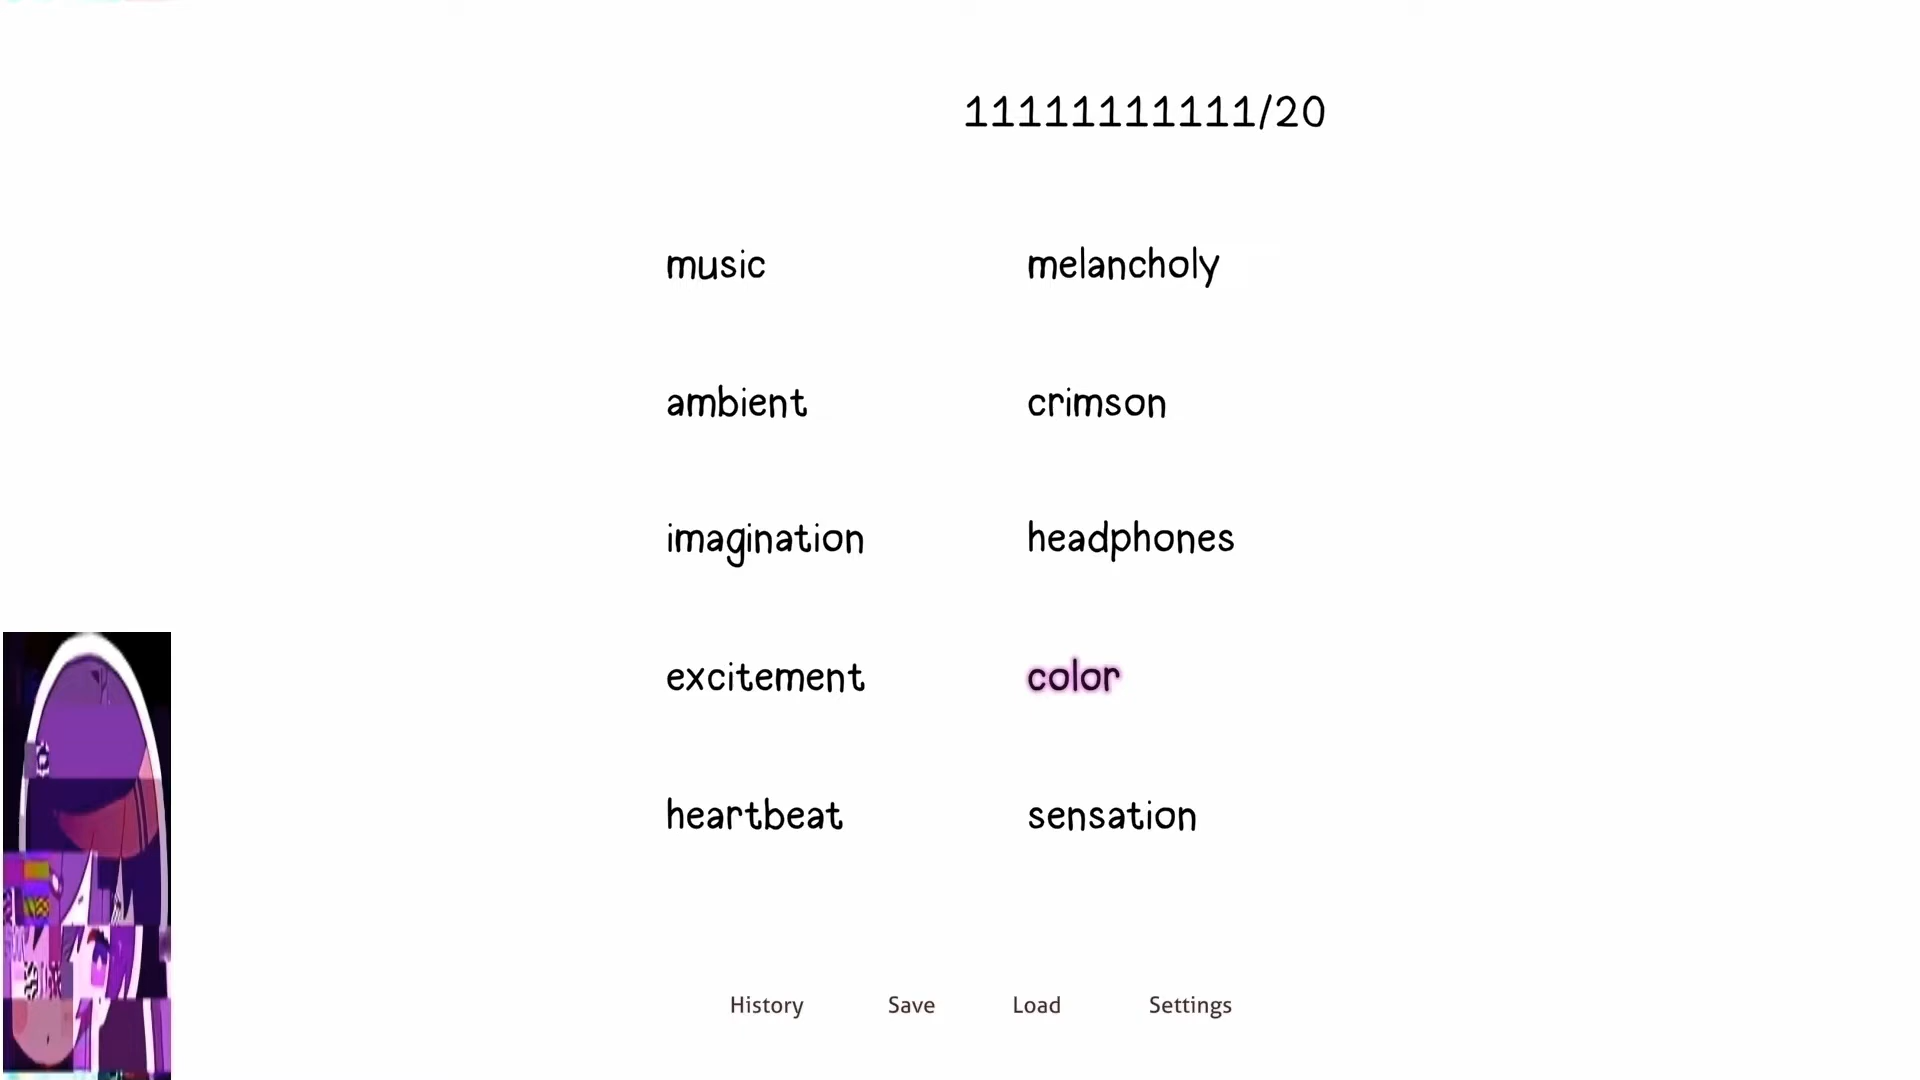 11111111111/20
music melancholy
ambient crimson
imagination headphones
excitement color
heartbeat sensation
History Save Load Settings